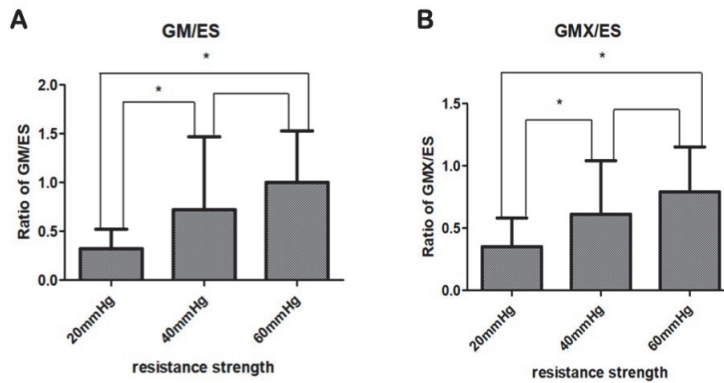 A
GM/ES
*
*
2.0
1.5
1.0
0.5
0.0
Ratio of GM/ES
20mmHg
40mmHg
60mmHg
resistance strength
B
GMX/ES
*
*
1.5
1.0
0.5
0.0
Ratio of GMX/ES
20mmHg
40mmHg
60mmHg
resistance strength